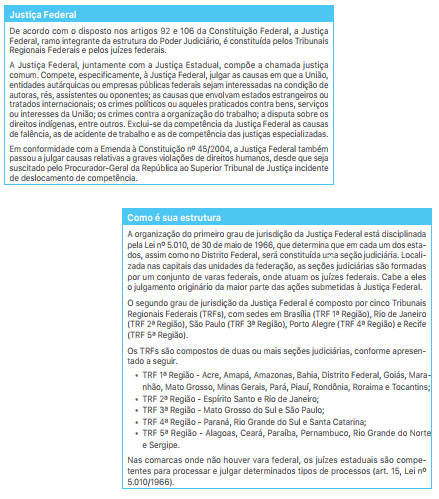 Justiça Federal
De acordo com o disposto nos artigos 92 e 106 da Constituição Federal, a Justiça
Federal, ramo integrante da estrutura do Poder Judiciário, é constituída pelos Tribunais
Regionais Federais e pelos juízes federais.
A Justiça Federal, juntamente com a Justiça Estadual, compõe a chamada justiça
comum. Compete, especificamente, à Justiça Federal, julgar as causas em que a União,
entidades autárquicas ou empresas públicas federais sejam interessadas na condição de
autoras, rés, assistentes ou oponentes; as causas que envolvam estados estrangeiros ou
tratados internacionais; os crimes políticos ou aqueles praticados contra bens, serviços
ou interesses da União; os crimes contra a organização do trabalho; a disputa sobre os
direitos indígenas, entre outros. Exclui-se da competência da Justiça Federal as causas
de falência, as de acidente de trabalho e as de competência das justiças especializadas.
Em conformidade com a Emenda à Constituição nº 45/2004, a Justiça Federal também
passou a julgar causas relativas a graves violações de direitos humanos, desde que seja
suscitado pelo Procurador-Geral da República ao Superior Tribunal de Justiça incidente
de deslocamento de competência.
Como é sua estrutura
A organização do primeiro grau de jurisdição da Justiça Federal está disciplinada
pela Lei nº 5.010, de 30 de maio de 1966, que determina que em cada um dos esta-
dos, assim como no Distrito Federal, será constituída uma seção judiciária. Locali-
zada nas capitais das unidades da federação, as seções judiciárias são formadas
por um conjunto de varas federais, onde atuam os juízes federais. Cabe a eles
o julgamento originário da maior parte das ações submetidas à Justiça Federal.
O segundo grau de jurisdição da Justiça Federal é composto por cinco Tribunais
Regionais Federais (TRFs), com sedes em Brasília (TRF 1ª Região), Rio de Janeiro
(TRF 2ª Região), São Paulo (TRF 3ª Região), Porto Alegre (TRF 4ª Região) e Recife
(TRF 5ª Região).
Os TRFs são compostos de duas ou mais seções judiciárias, conforme apresen-
tado a seguir.
• TRF 1ª Região - Acre, Amapá, Amazonas, Bahia, Distrito Federal, Goiás, Mara-
nhão, Mato Grosso, Minas Gerais, Pará, Piauí, Rondônia, Roraima e Tocantins;
• TRF 2ª Região - Espírito Santo e Rio de Janeiro;
• TRF 3ª Região - Mato Grosso do Sul e São Paulo;
• TRF 4ª Região - Paraná, Rio Grande do Sul e Santa Catarina;
• TRF 5ª Região - Alagoas, Ceará, Paraíba, Pernambuco, Rio Grande do Norte
e Sergipe.
Nas comarcas onde não houver vara federal, os juízes estaduais são compe-
tentes para processar e julgar determinados tipos de processos (art. 15, Lei nº
5.010/1966).